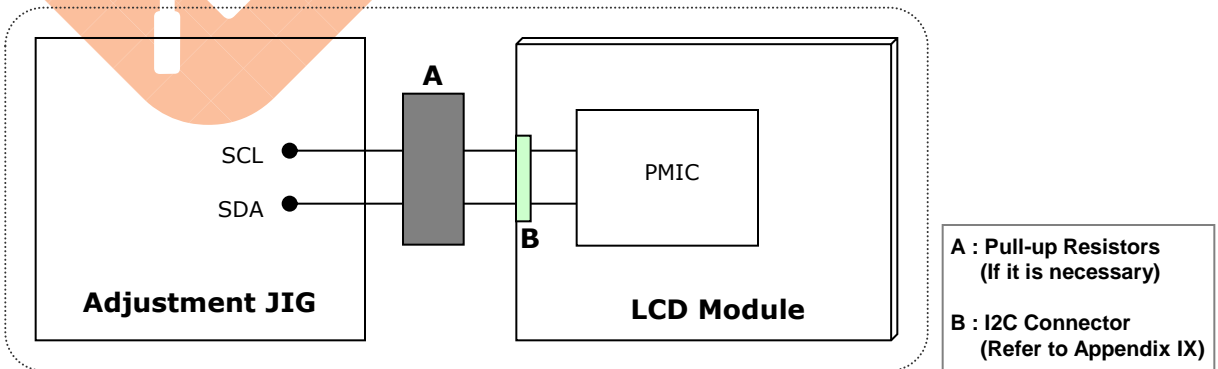 A
SCL
SDA
PMIC
B
Adjustment JIG
LCD Module
A : Pull-up Resistors
(If it is necessary)
B : I2C Connector
(Refer to Appendix IX)